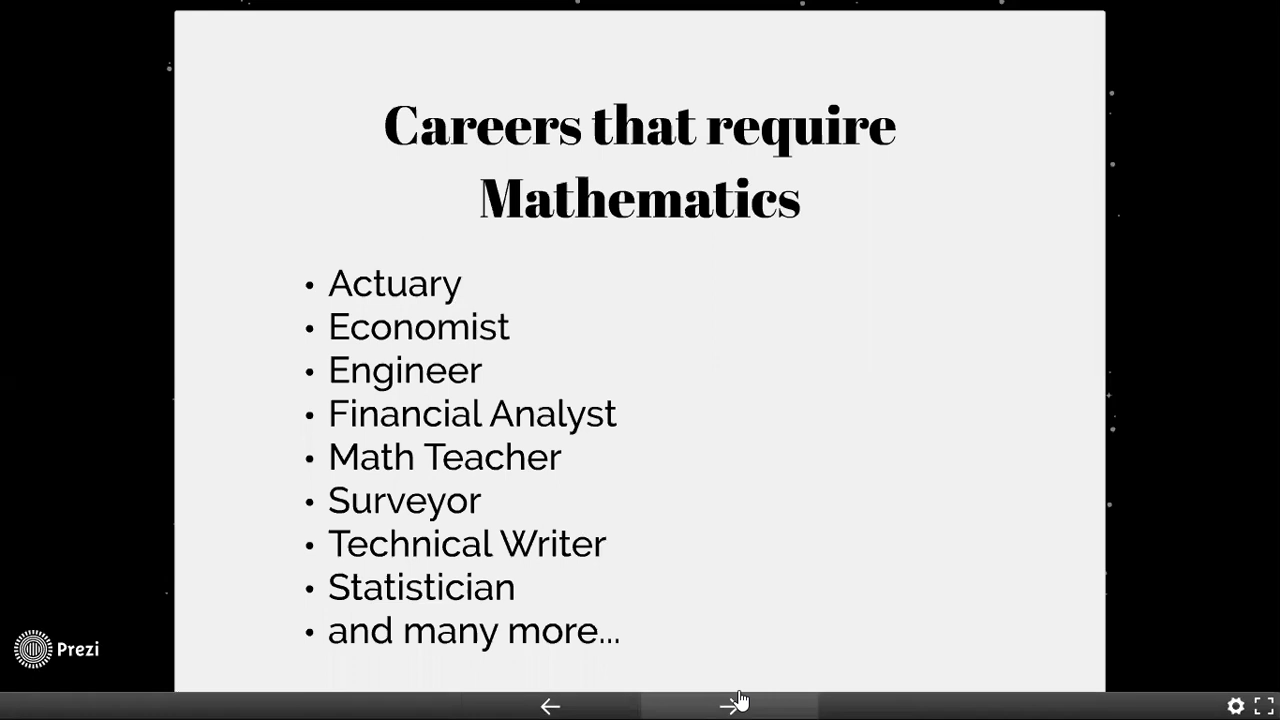 Careers that require
Mathematics
• Actuary
• Economist
• Engineer
• Financial Analyst
• Math Teacher
• Surveyor
• Technical Writer
• Statistician
• and many more...
Prezi